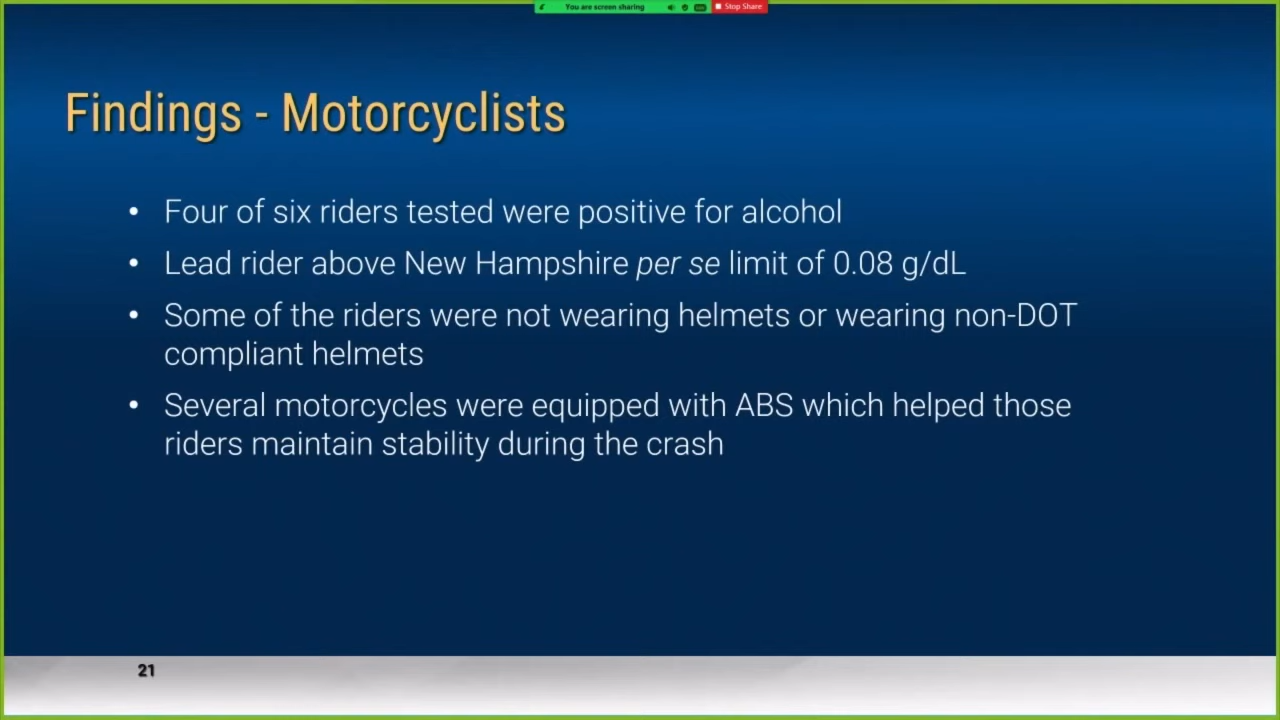 You are screen sharing
Stop Share
Findings - Motorcyclists
• Four of six riders tested were positive for alcohol
• Lead rider above New Hampshire per se limit of 0.08 g/dL
• Some of the riders were not wearing helmets or wearing non-DOT
compliant helmets
• Several motorcycles were equipped with ABS which helped those
riders maintain stability during the crash
21